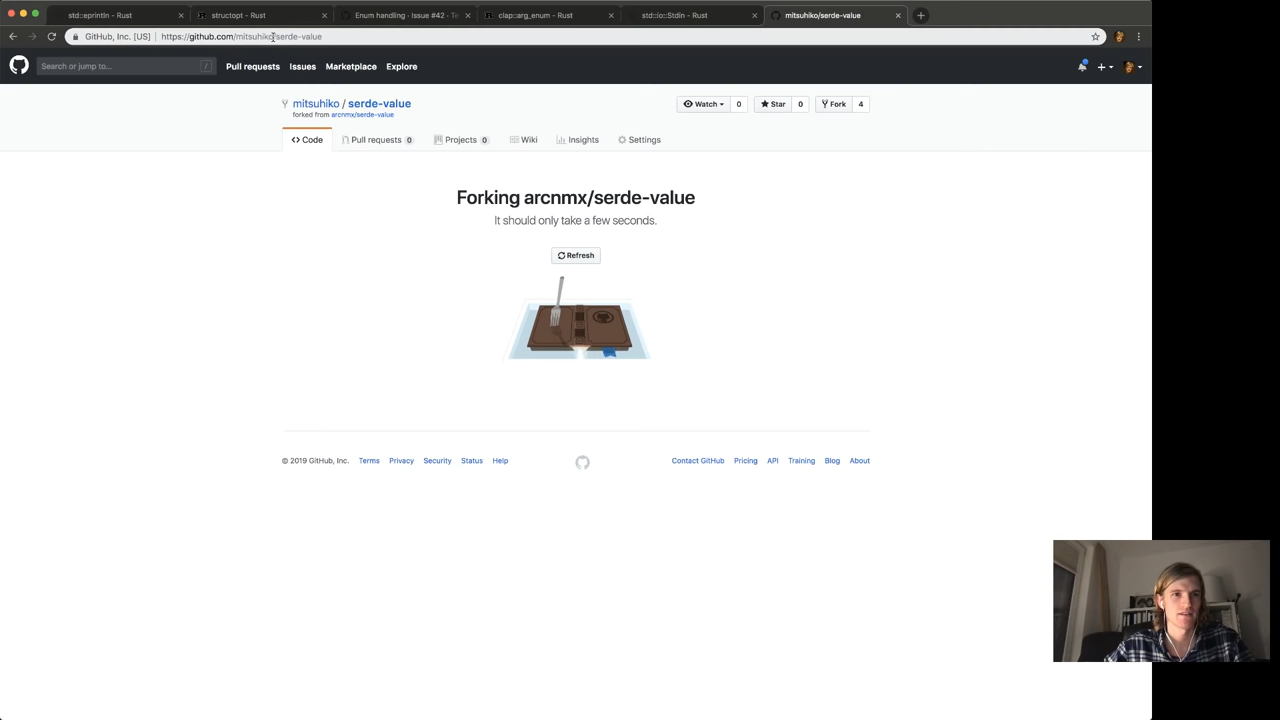 std::eprintln - Rust
structopt - Rust
Enum handling · Issue #42 · Te
clap::arg_enum - Rust
std::io::Stdin - Rust
mitsuhiko/serde-value
GitHub, Inc. [US] | https://github.com/mitsuhiko/serde-value
Search or jump to... /
Pull requests Issues Marketplace Explore
mitsuhiko / serde-value
Watch 0 Star 0 Fork 4
forked from arcnmx/serde-value
Code Pull requests 0 Projects 0 Wiki Insights Settings
Forking arcnmx/serde-value
It should only take a few seconds.
Refresh
© 2019 GitHub, Inc. Terms Privacy Security Status Help Contact GitHub Pricing API Training Blog About